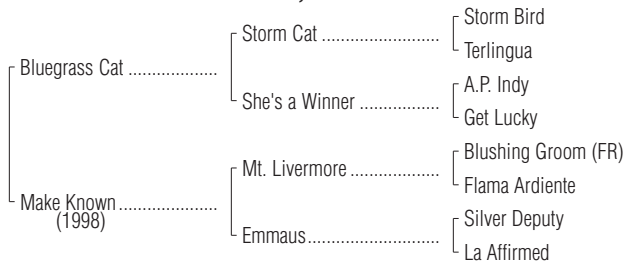 Storm Bird
Storm Cat ........................
Terlingua
Bluegrass Cat ..................
A.P. Indy
She's a Winner ................
Get Lucky
Blushing Groom (FR)
Mt. Livermore ..................
Flama Ardiente
Make Known ....................
(1998)
Silver Deputy
Emmaus...........................
La Affirmed